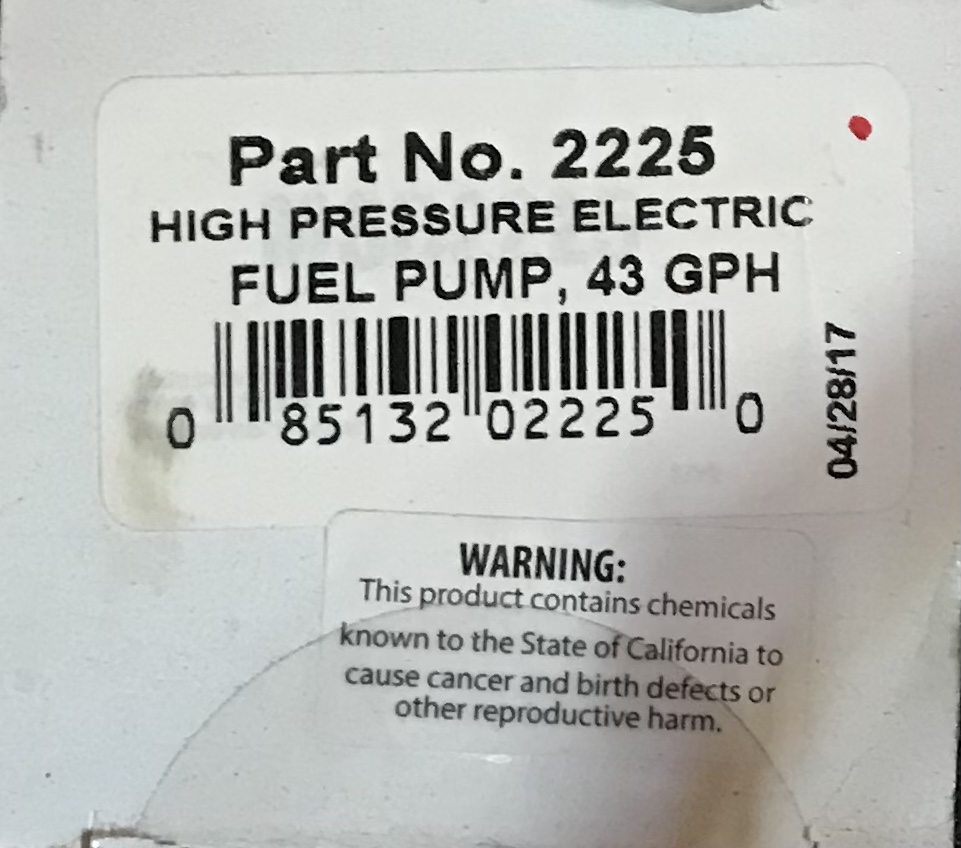 Part No. 2225
HIGH PRESSURE ELECTRIC
FUEL PUMP, 43 GPH
0 85132 02225 0
04/28/17
WARNING:
This product contains chemicals
known to the State of California to
cause cancer and birth defects or
other reproductive harm.